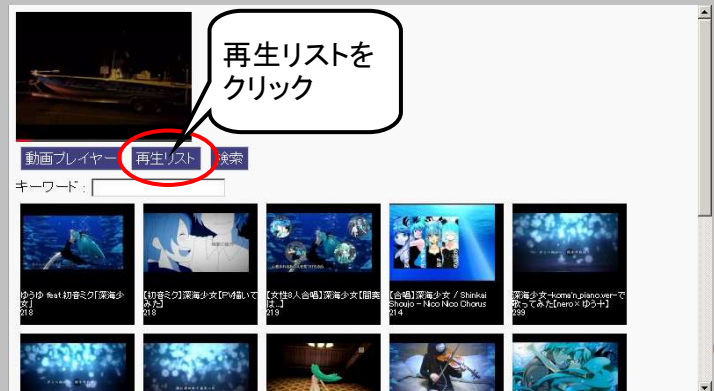 再生リストを
クリック
動画プレイヤー 再生リスト 検索
キーワード :
ゆうゆ feat.初音ミク「深海少
女」
218
【初音ミク】深海少女【PV描いて
みた】
218
【女性8人合唱】深海少女【間奏
は..】
219
【合唱】深海少女 / Shinkai
Shoujo - Nico Nico Chorus
214
深海少女-koma'n_piano.ver-で
歌ってみた【nero×ゆう十】
299